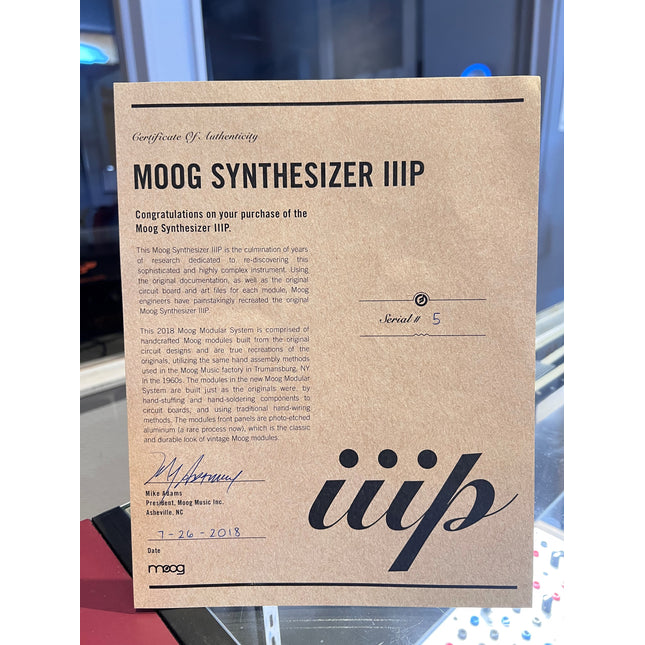 Certificate Of Authenticity
MOOG SYNTHESIZER IIIP
Congratulations on your purchase of the
Moog Synthesizer IIIP.
This Moog Synthesizer IIIP is the culmination of years
of research dedicated to re-discovering this
sophisticated and highly complex instrument. Using
the original documentation, as well as the original
circuit board and art files for each module, Moog
engineers have painstakingly recreated the original
Moog Synthesizer IIIP.
This 2018 Moog Modular System is comprised of
handcrafted Moog modules built from the original
circuit designs and are true recreations of the
originals, utilizing the same hand assembly methods
used in the Moog Music factory in Trumansburg, NY
in the 1960s. The modules in the new Moog Modular
System are built just as the originals were, by
hand-stuffing and hand-soldering components to
circuit boards, and using traditional hand-wiring
methods. The modules front panels are photo-etched
aluminum (a rare process now), which is the classic
and durable look of vintage Moog modules.
Mike Adams
President, Moog Music Inc.
Asheville, NC
7-26-2018
Date
moog
Serial # 5
iiip